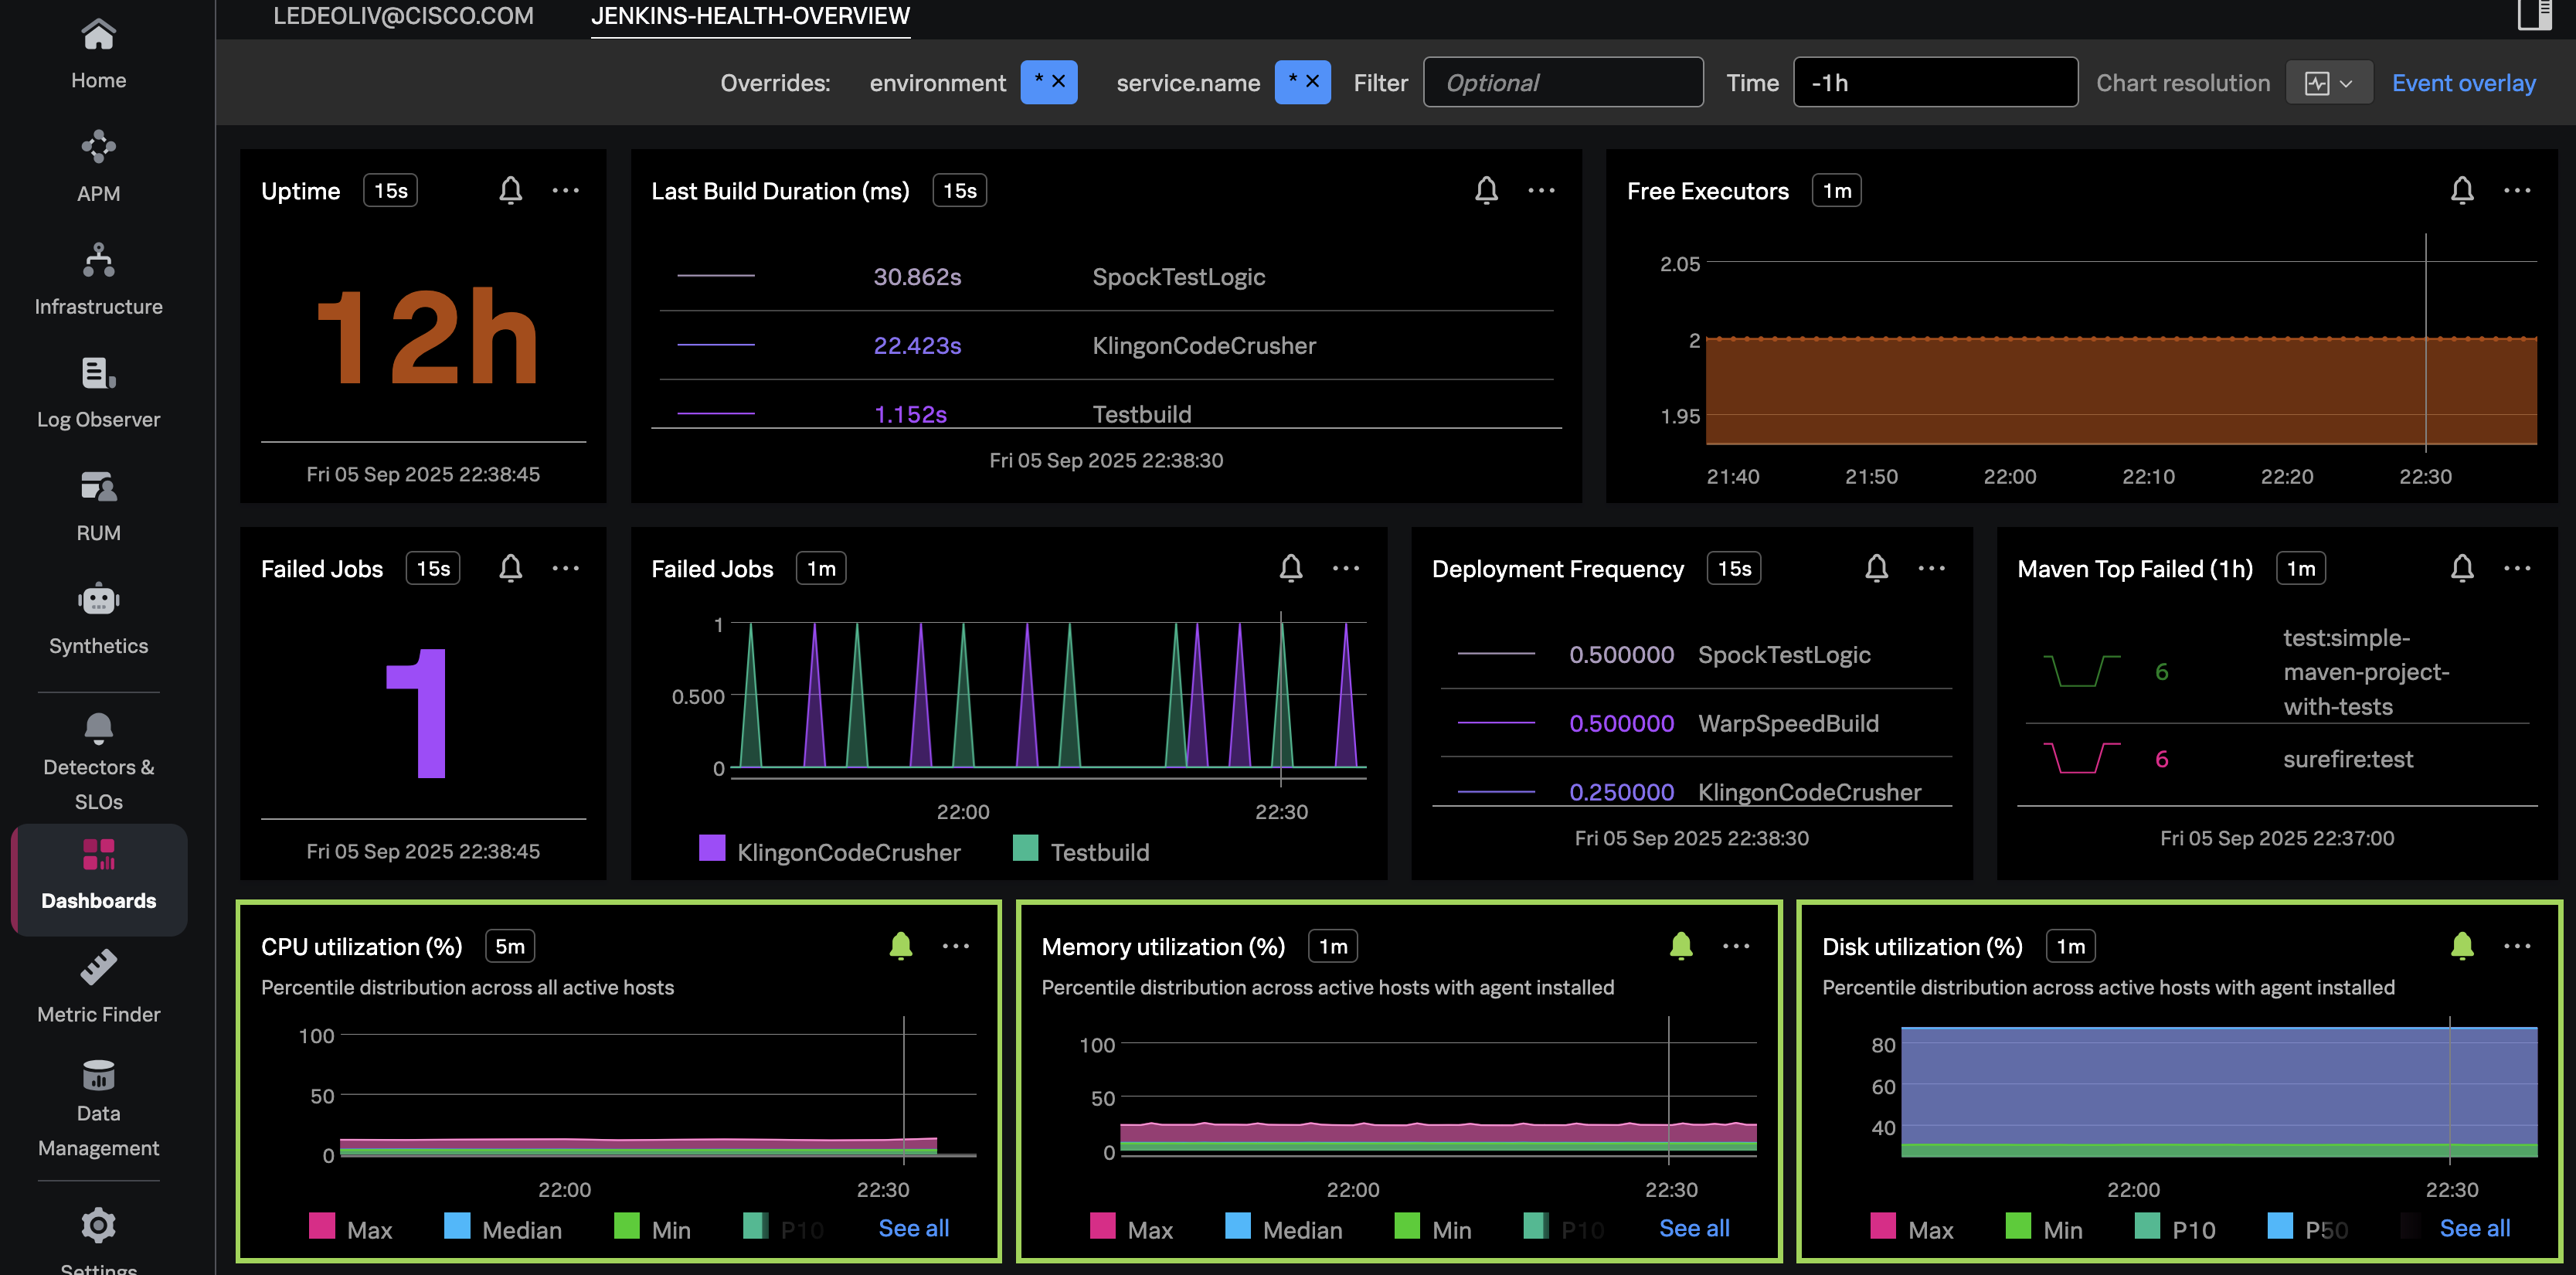 LEDEOLIV@CISCO.COM
JENKINS-HEALTH-OVERVIEW
Home
APM
Infrastructure
Log Observer
RUM
Synthetics
Detectors &
SLOs
Dashboards
Metric Finder
Data
Management
Settings
Overrides: environment * × service.name * × Filter Optional Time -1h Chart resolution Event overlay
Uptime 15s
12h
Fri 05 Sep 2025 22:38:45
Last Build Duration (ms) 15s
30.862s SpockTestLogic
22.423s KlingonCodeCrusher
1.152s Testbuild
Fri 05 Sep 2025 22:38:30
Free Executors 1m
2.05
2
1.95
21:40 21:50 22:00 22:10 22:20 22:30
Failed Jobs 15s
1
Fri 05 Sep 2025 22:38:45
Failed Jobs 1m
1
0.500
0
22:00 22:30
KlingonCodeCrusher Testbuild
Deployment Frequency 15s
0.500000 SpockTestLogic
0.500000 WarpSpeedBuild
0.250000 KlingonCodeCrusher
Fri 05 Sep 2025 22:38:30
Maven Top Failed (1h) 1m
test:simple-
6 maven-project-
with-tests
6 surefire:test
Fri 05 Sep 2025 22:37:00
CPU utilization (%) 5m
Percentile distribution across all active hosts
100
50
0
22:00 22:30
Max Median Min P10 See all
Memory utilization (%) 1m
Percentile distribution across active hosts with agent installed
100
50
0
22:00 22:30
Max Median Min P10 See all
Disk utilization (%) 1m
Percentile distribution across active hosts with agent installed
80
60
40
22:00 22:30
Max Min P10 P50 See all